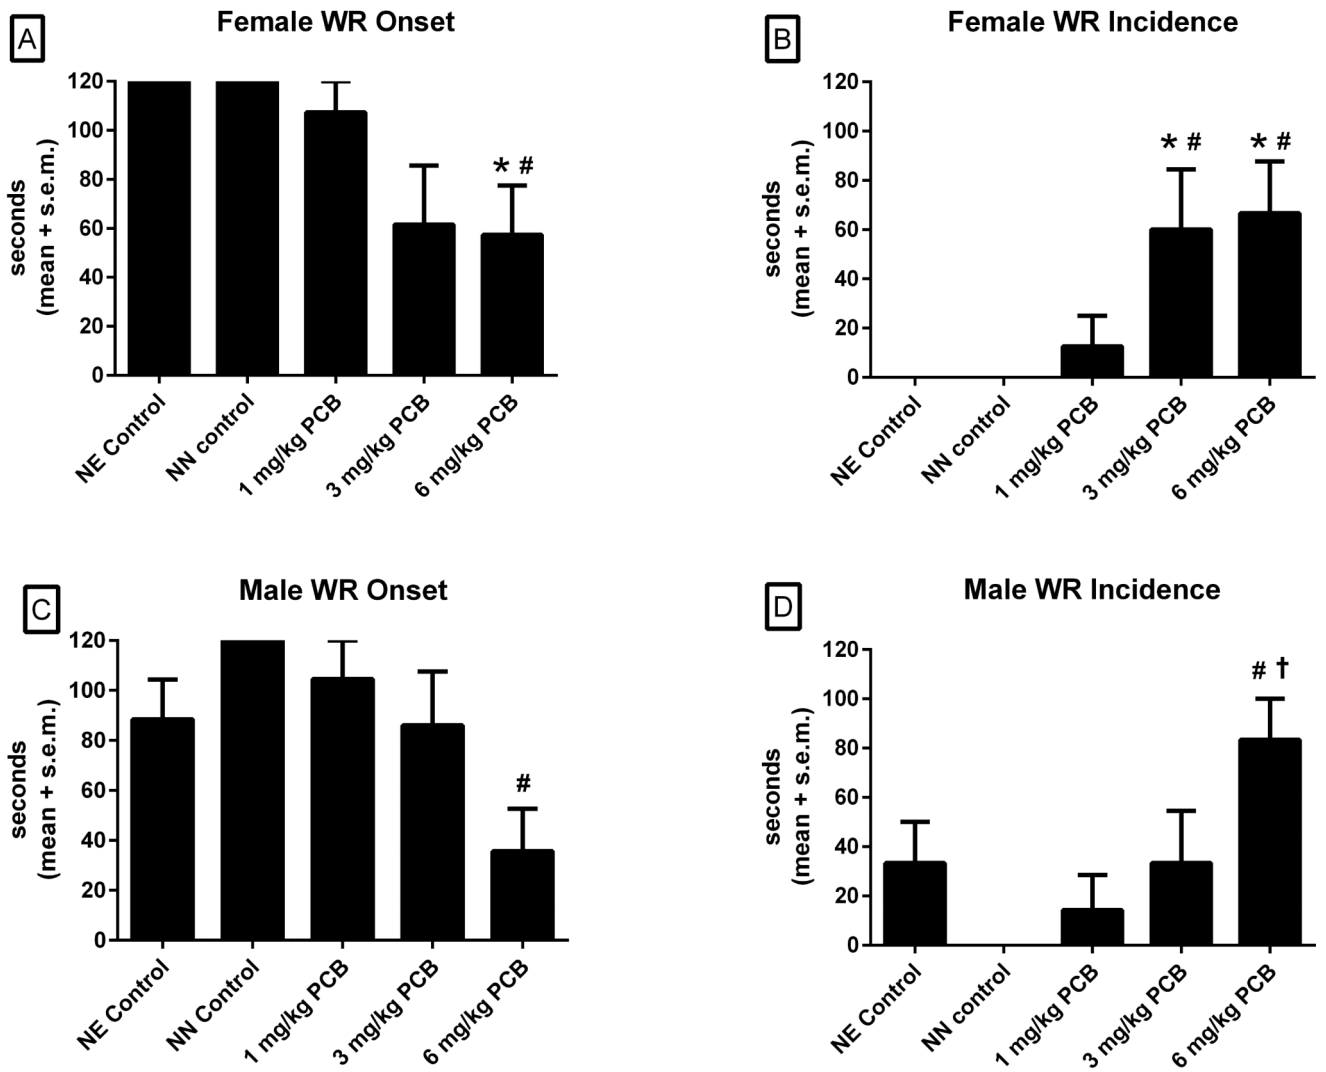 A
Female WR Onset
seconds
(mean + s.e.m.)
120
100
80
60
40
20
0
* #
NE Control
NN control
1 mg/kg PCB
3 mg/kg PCB
6 mg/kg PCB
B
Female WR Incidence
seconds
(mean + s.e.m.)
120
100
80
60
40
20
0
* #
* #
NE Control
NN control
1 mg/kg PCB
3 mg/kg PCB
6 mg/kg PCB
C
Male WR Onset
seconds
(mean + s.e.m.)
120
100
80
60
40
20
0
#
NE Control
NN Control
1 mg/kg PCB
3 mg/kg PCB
6 mg/kg PCB
D
Male WR Incidence
seconds
(mean + s.e.m.)
120
100
80
60
40
20
0
# †
NE Control
NN control
1 mg/kg PCB
3 mg/kg PCB
6 mg/kg PCB